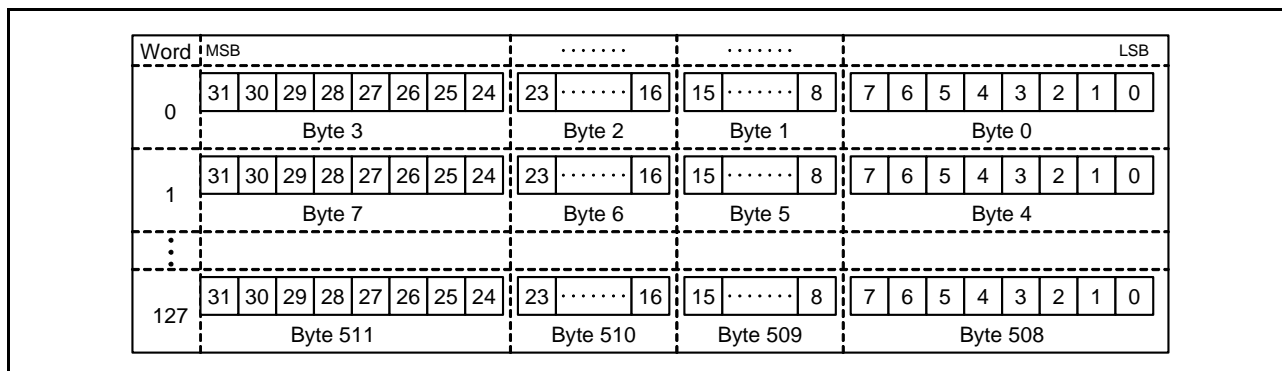 Word MSB ······· ······· LSB
0 31 30 29 28 27 26 25 24 23 ······· 16 15 ······· 8 7 6 5 4 3 2 1 0
Byte 3 Byte 2 Byte 1 Byte 0
1 31 30 29 28 27 26 25 24 23 ······· 16 15 ······· 8 7 6 5 4 3 2 1 0
Byte 7 Byte 6 Byte 5 Byte 4
⋮
127 31 30 29 28 27 26 25 24 23 ······· 16 15 ······· 8 7 6 5 4 3 2 1 0
Byte 511 Byte 510 Byte 509 Byte 508